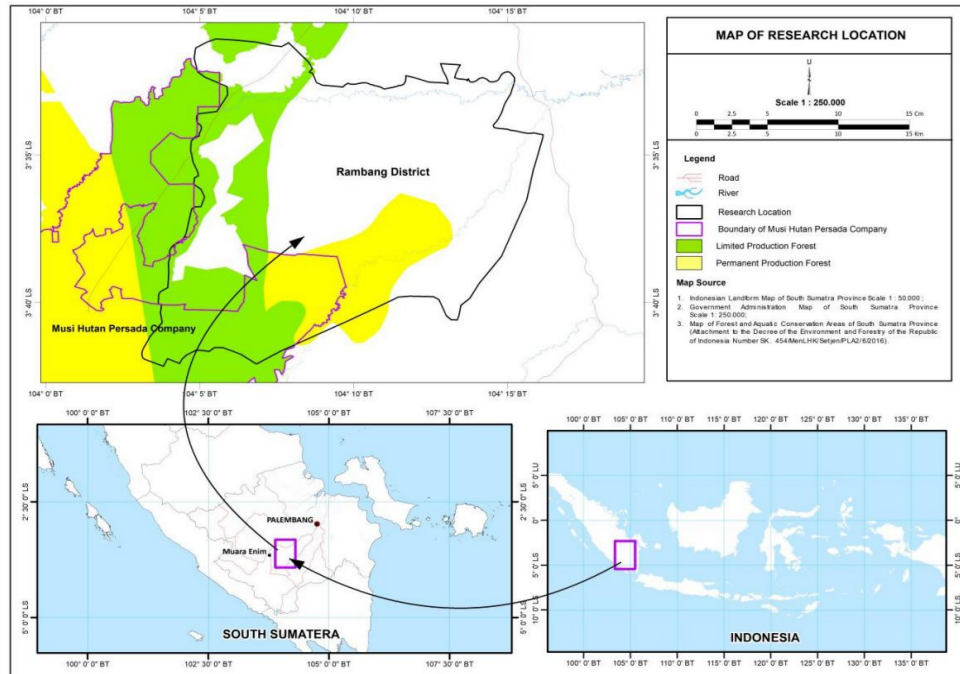 104° 0' BT 104° 5' BT 104° 10' BT 104° 15' BT
3° 35' LS
3° 40' LS
Rambang District
Musi Hutan Persada Company
3° 35' LS
3° 40' LS
104° 0' BT 104° 5' BT 104° 10' BT 104° 15' BT
MAP OF RESEARCH LOCATION
U
Scale 1 : 250.000
0 2.5 5 10 15 Cm
0 2.5 5 10 15 Km
Legend
Road
River
Research Location
Boundary of Musi Hutan Persada Company
Limited Production Forest
Permanent Production Forest
Map Source
1. Indonesian Landform Map of South Sumatra Province Scale 1 : 50.000 ;
2. Government Administration Map of South Sumatra Province
Scale 1: 250.000;
3. Map of Forest and Aquatic Conservation Areas of South Sumatra Province
(Attachment to the Decree of the Environment and Forestry of the Republic
of Indonesia Number SK. 454/MenLHK/Setjen/PLA2/6/2016).
100° 0' BT 102° 30' BT 105° 0' BT 107° 30' BT
2° 30' LS
5° 0' LS
PALEMBANG
Muara Enim
SOUTH SUMATERA
2° 30' LS
5° 0' LS
100° 0' BT 102° 30' BT 105° 0' BT 107° 30' BT
100° 0' BT 105° 0' BT 110° 0' BT 115° 0' BT 120° 0' BT 125° 0' BT 130° 0' BT 135° 0' BT
5° 0' LU
0°
5° 0' LS
10° 0' LS
INDONESIA
5° 0' LU
0°
5° 0' LS
10° 0' LS
100° 0' BT 105° 0' BT 110° 0' BT 115° 0' BT 120° 0' BT 125° 0' BT 130° 0' BT 135° 0' BT